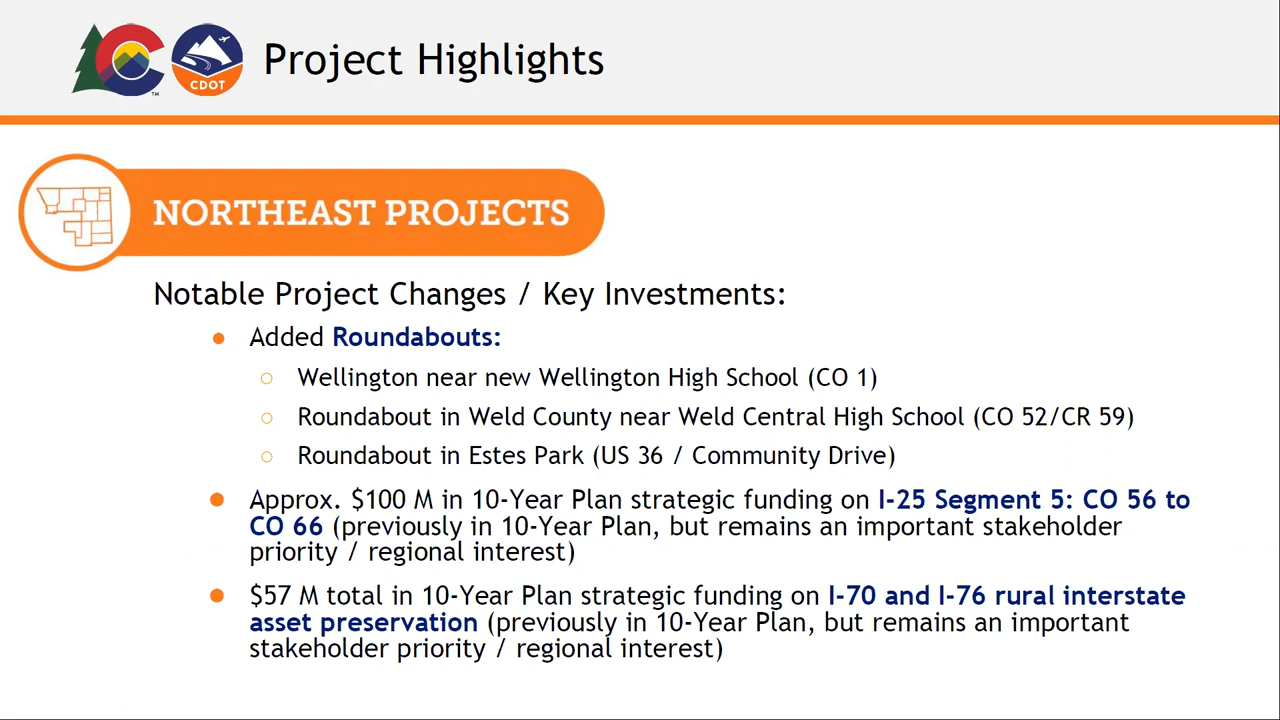 CDOT
TM
Project Highlights
NORTHEAST PROJECTS
Notable Project Changes / Key Investments:
Added Roundabouts:
Wellington near new Wellington High School (CO 1)
Roundabout in Weld County near Weld Central High School (CO 52/CR 59)
Roundabout in Estes Park (US 36 / Community Drive)
Approx. $100 M in 10-Year Plan strategic funding on I-25 Segment 5: CO 56 to
CO 66 (previously in 10-Year Plan, but remains an important stakeholder
priority / regional interest)
$57 M total in 10-Year Plan strategic funding on I-70 and I-76 rural interstate
asset preservation (previously in 10-Year Plan, but remains an important
stakeholder priority / regional interest)